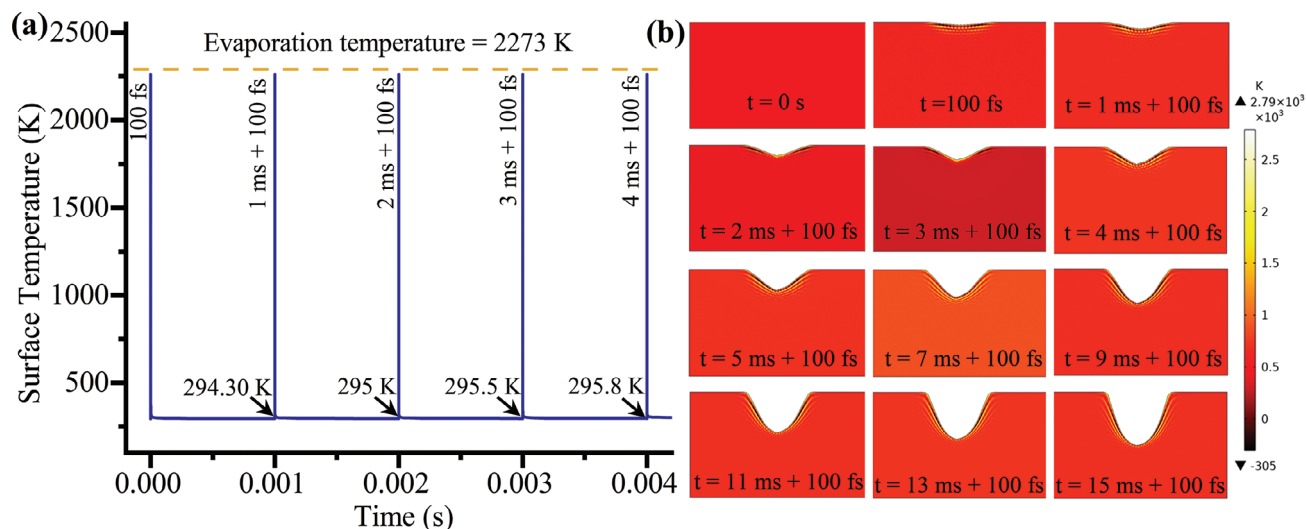 (a)
2500
2000
1500
1000
500
Surface Temperature (K)
Evaporation temperature = 2273 K
100 fs
1 ms + 100 fs
2 ms + 100 fs
3 ms + 100 fs
4 ms + 100 fs
294.30 K
295 K
295.5 K
295.8 K
0.000
0.001
0.002
0.003
0.004
Time (s)
(b)
t = 0 s
t =100 fs
t = 1 ms + 100 fs
t = 2 ms + 100 fs
t = 3 ms + 100 fs
t = 4 ms + 100 fs
t = 5 ms + 100 fs
t = 7 ms + 100 fs
t = 9 ms + 100 fs
t = 11 ms + 100 fs
t = 13 ms + 100 fs
t = 15 ms + 100 fs
K
▲ 2.79×10³
×10³
2.5
2
1.5
1
0.5
0
▼ -305